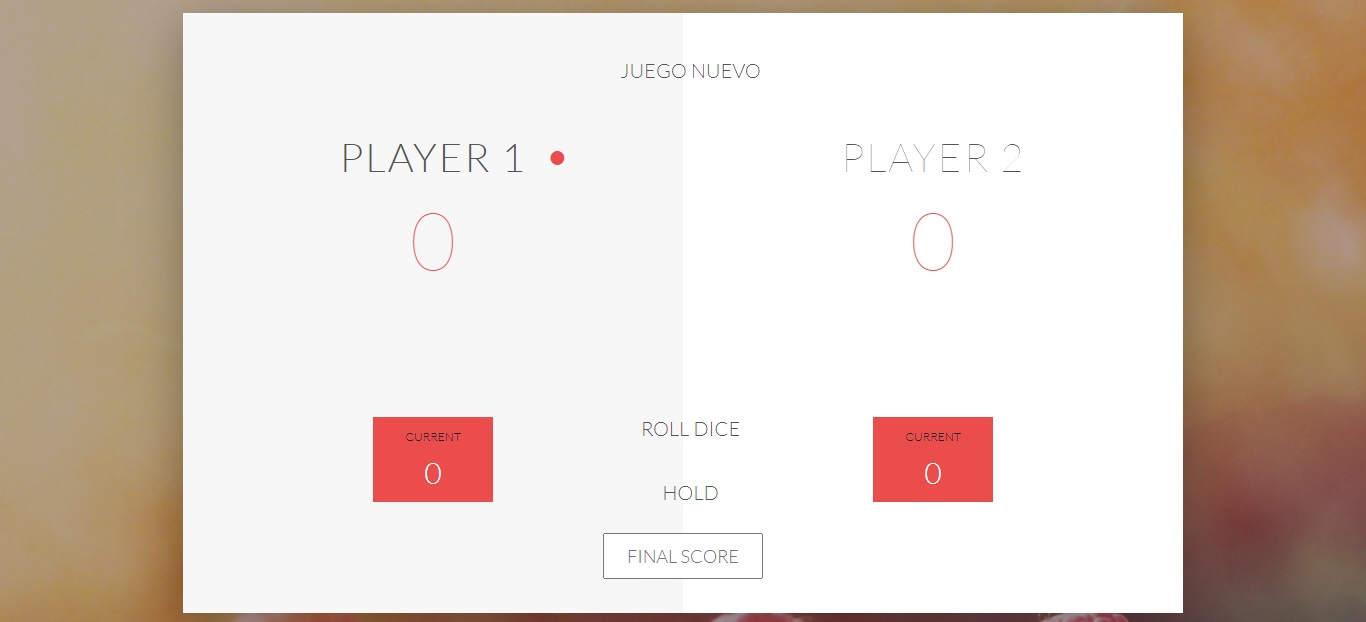 JUEGO NUEVO
PLAYER 1
0
PLAYER 2
0
CURRENT
0
ROLL DICE
HOLD
FINAL SCORE
CURRENT
0